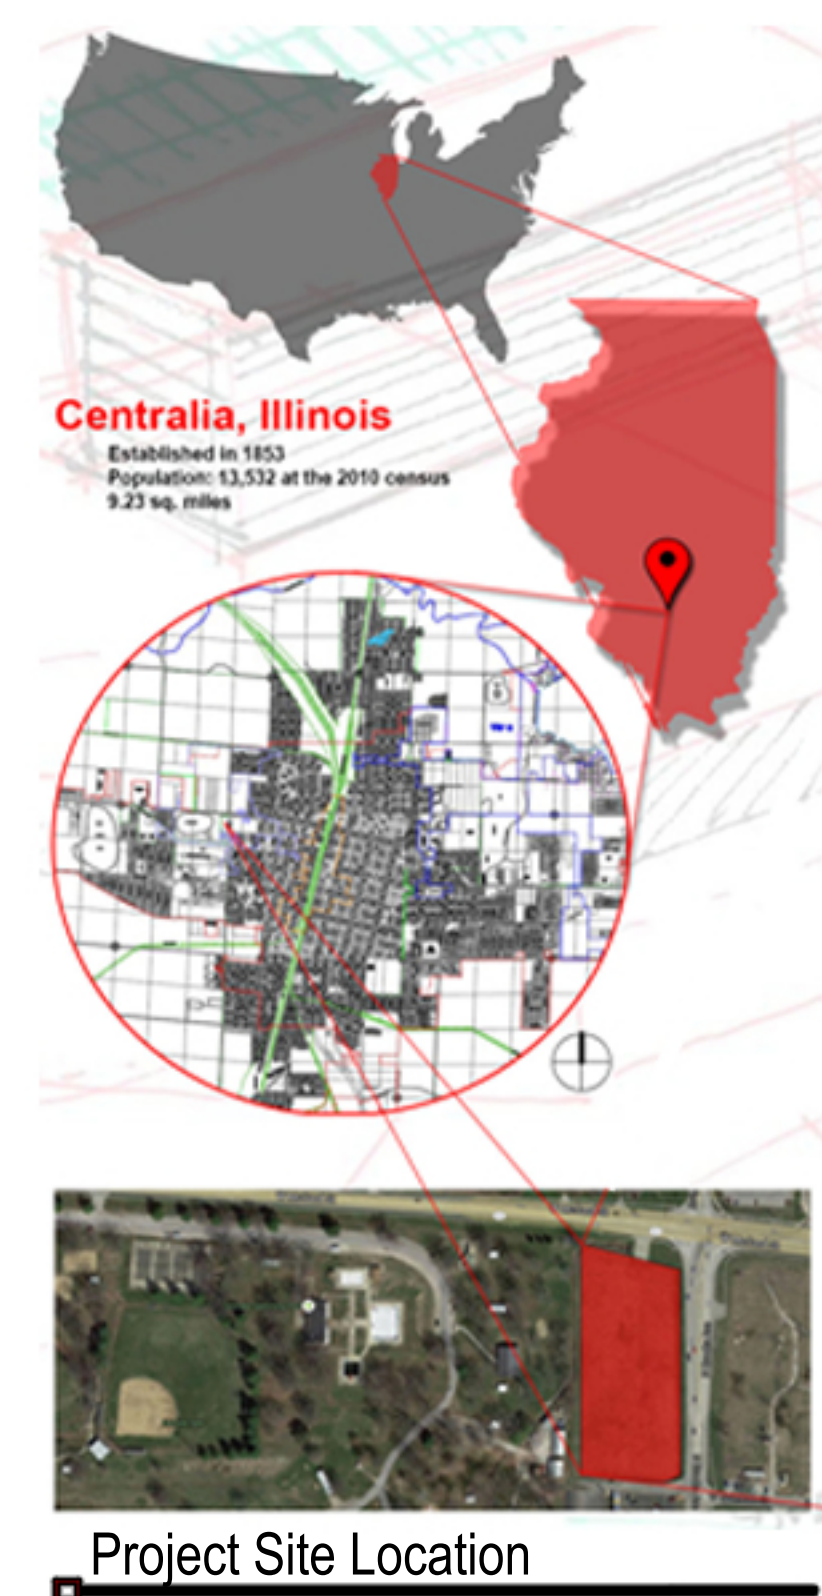 Centralia, Illinois
Established in 1853
Population: 13,532 at the 2010 census
9.23 sq. miles
Project Site Location